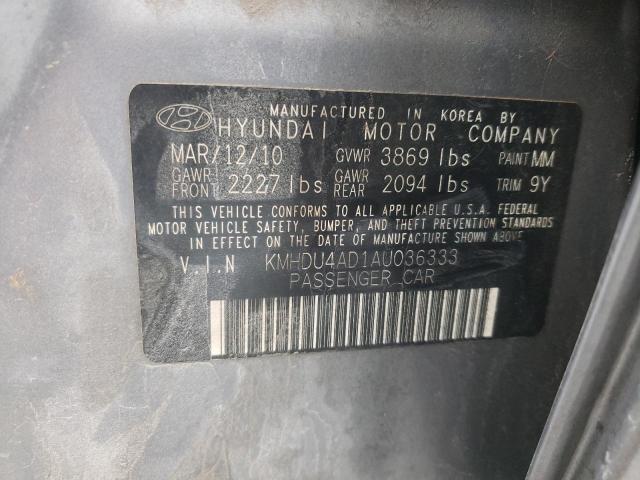 MANUFACTURED IN KOREA BY
HYUNDAI MOTOR COMPANY
MAR/12/10 GVWR 3869 lbs PAINT MM
GAWR FRONT 2227 lbs GAWR REAR 2094 lbs TRIM 9Y
THIS VEHICLE CONFORMS TO ALL APPLICABLE U.S.A. FEDERAL
MOTOR VEHICLE SAFETY, BUMPER, AND THEFT PREVENTION STANDARDS
IN EFFECT ON THE DATE OF MANUFACTURE SHOWN ABOVE.
V.I.N KMHDU4AD1AU036333
PASSENGER CAR